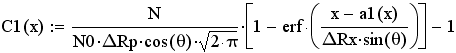 C1(x) := N / (N0·ΔRp·cos(θ)·√(2·π)) · [1 − erf((x − a1(x)) / (ΔRx·sin(θ)))] − 1